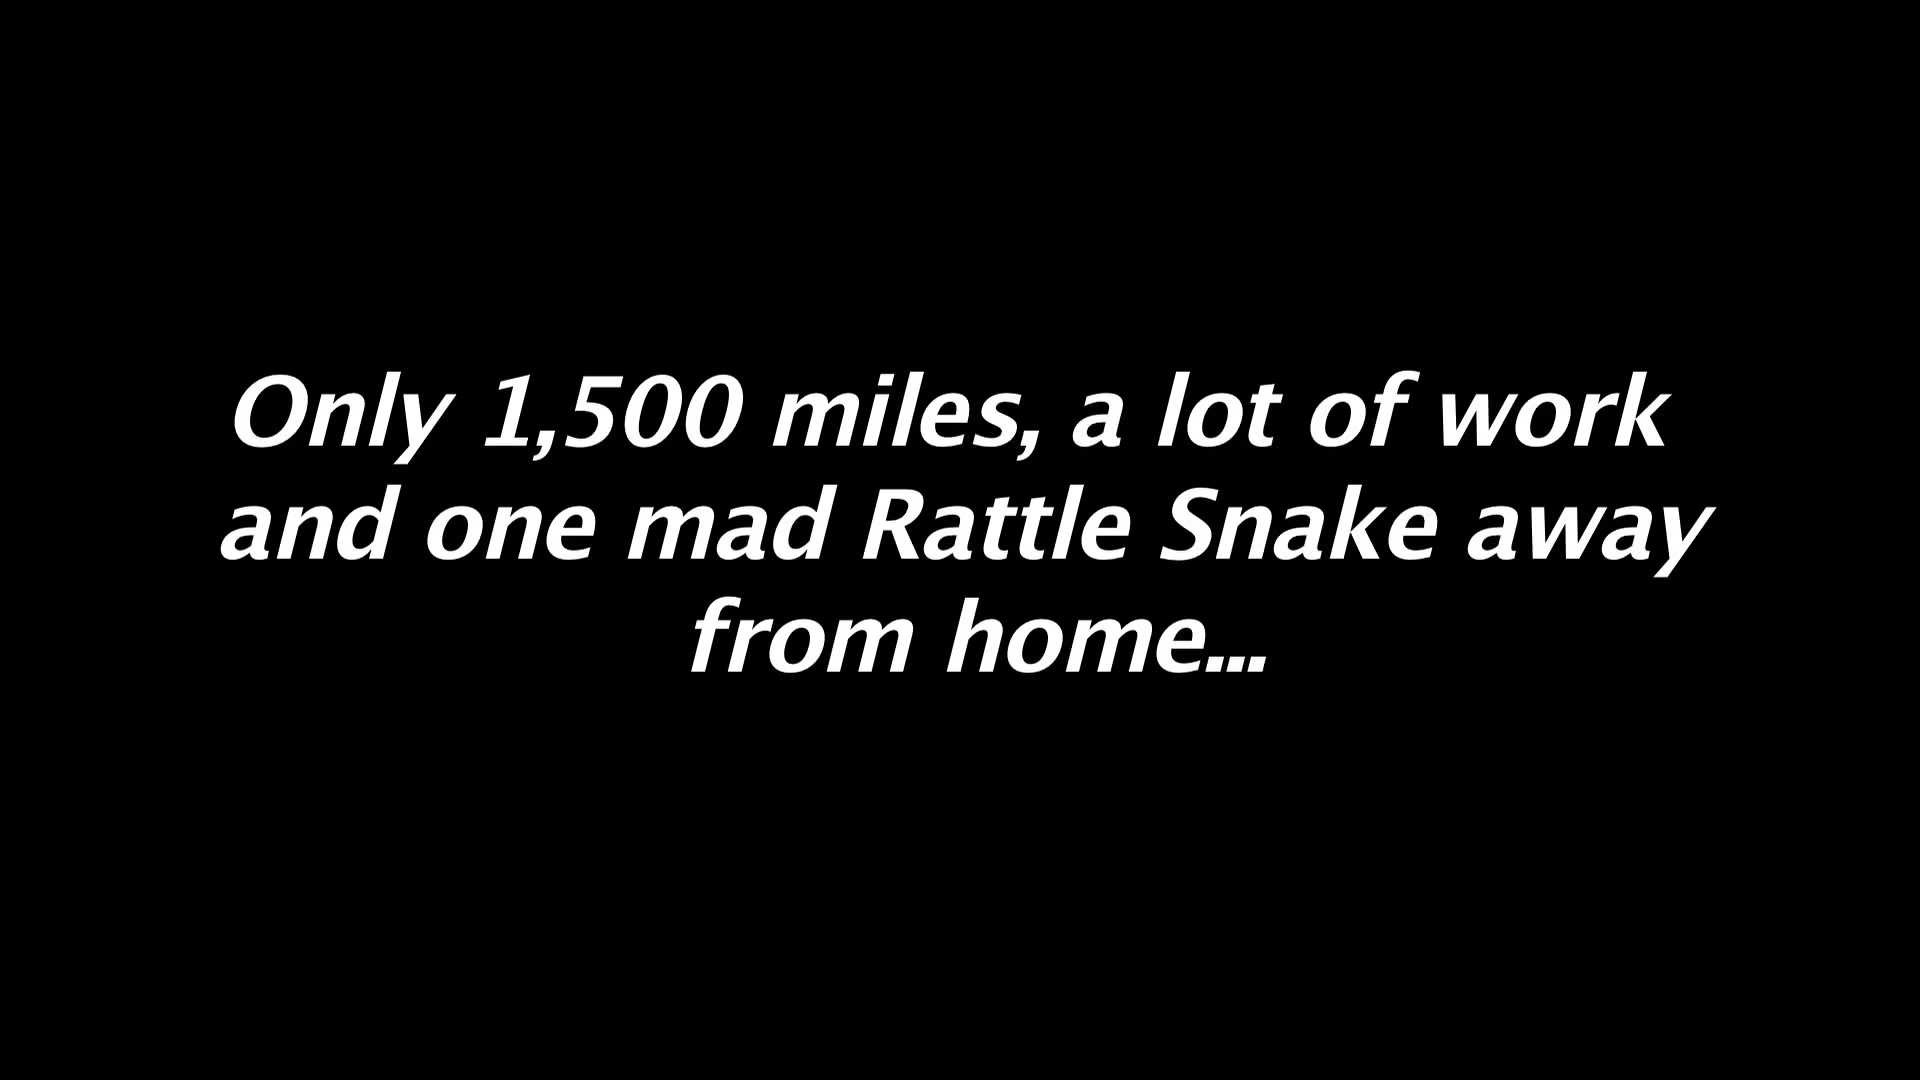 Only 1,500 miles, a lot of work
and one mad Rattle Snake away
from home...